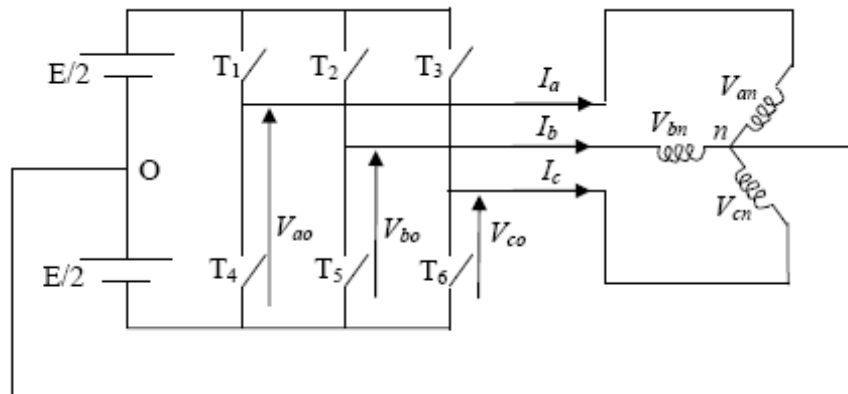 E/2
T1
T2
T3
Ia
Van
Ib
Vbn
n
O
Ic
Vcn
Vao
Vbo
Vco
E/2
T4
T5
T6